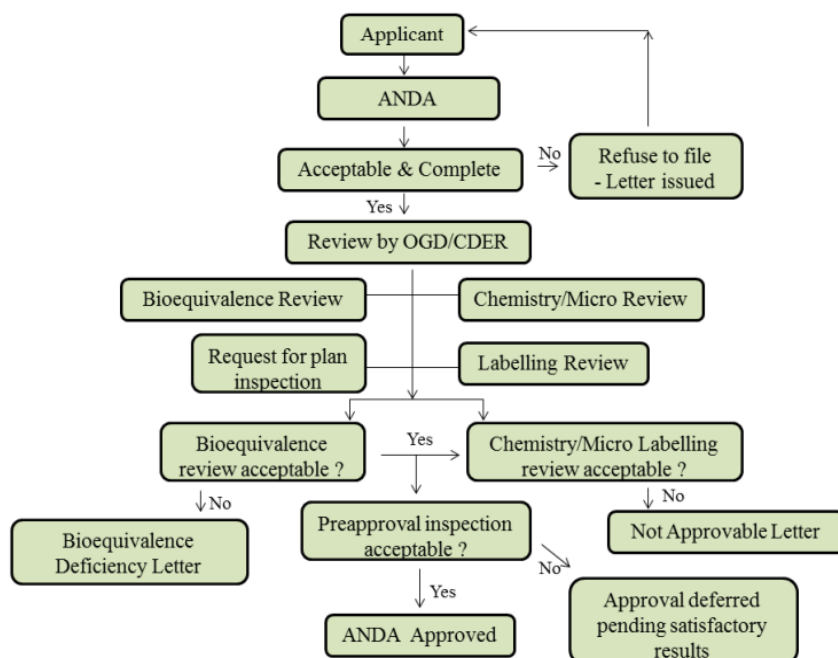 Applicant
ANDA
Acceptable & Complete
No
Refuse to file
- Letter issued
Yes
Review by OGD/CDER
Bioequivalence Review
Chemistry/Micro Review
Request for plan
inspection
Labelling Review
Bioequivalence
review acceptable ?
Yes
Chemistry/Micro Labelling
review acceptable ?
No
No
Bioequivalence
Deficiency Letter
Preapproval inspection
acceptable ?
Not Approvable Letter
No
Yes
ANDA Approved
Approval deferred
pending satisfactory
results